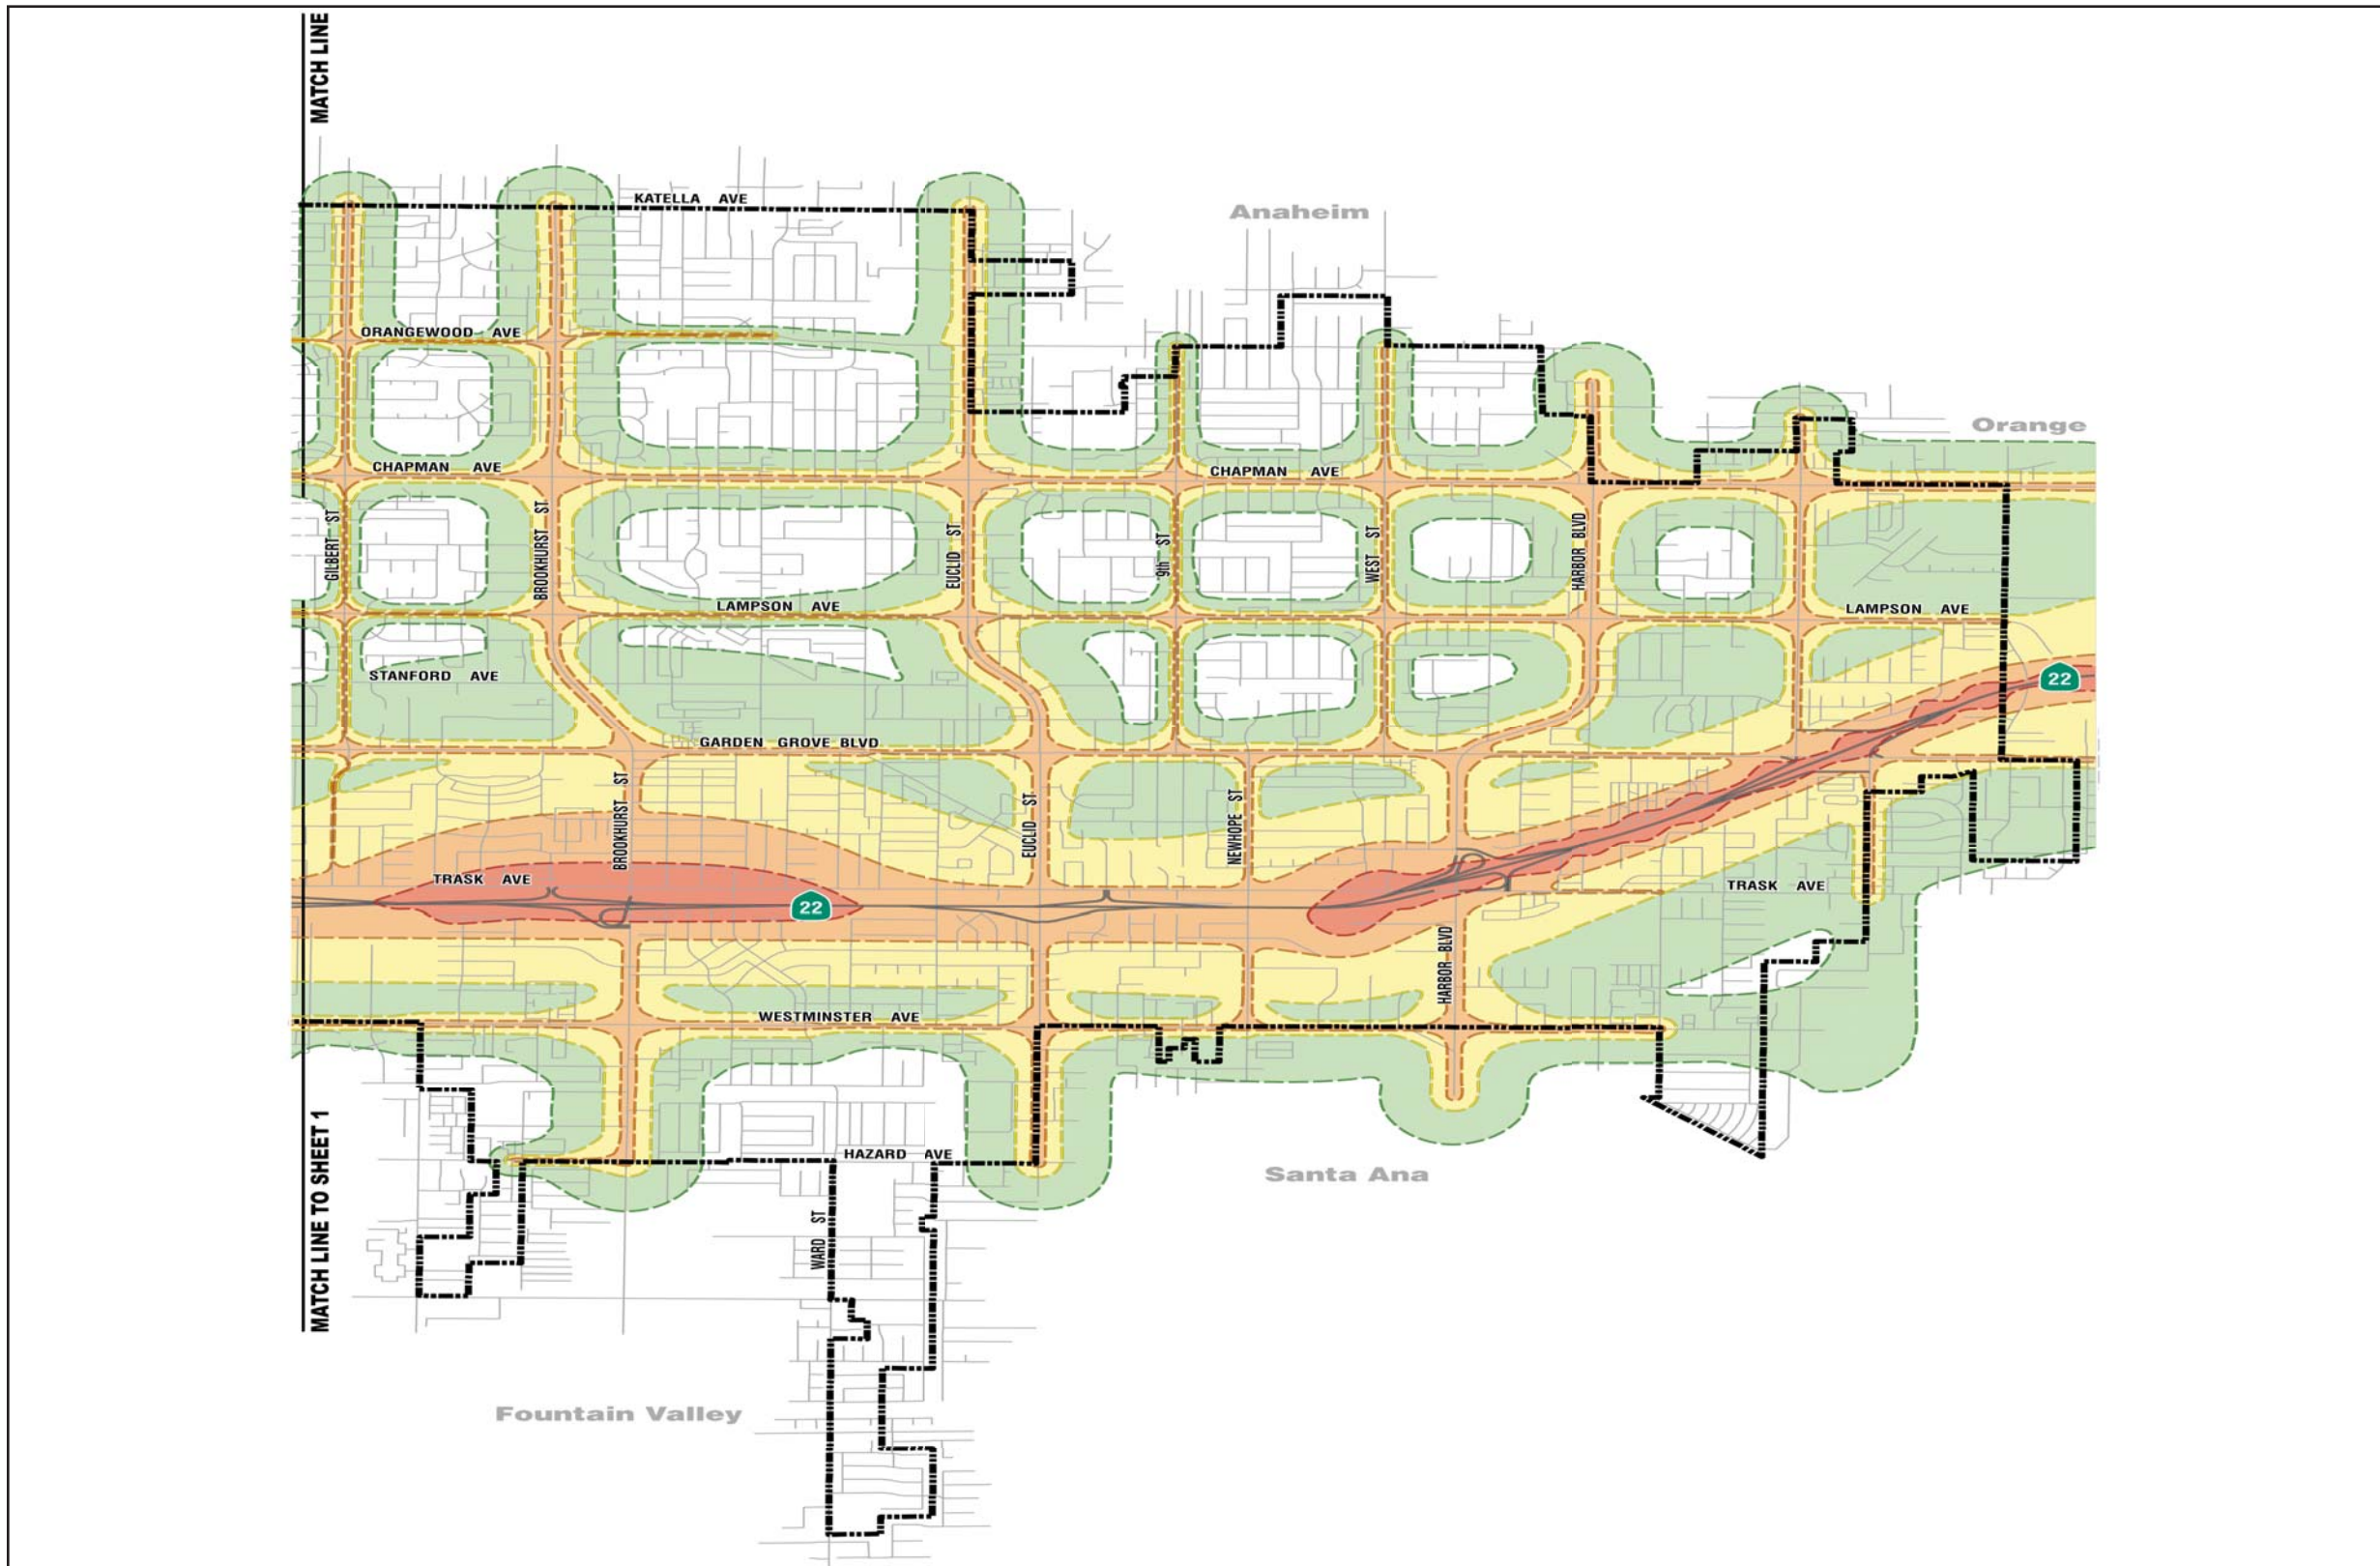 MATCH LINE
KATELLA AVE
Anaheim
ORANGEWOOD AVE
Orange
CHAPMAN AVE
CHAPMAN AVE
GILBERT ST
BROOKHURST ST
EUCLID ST
9th ST
WEST ST
HARBOR BLVD
LAMPSON AVE
LAMPSON AVE
STANFORD AVE
22
GARDEN GROVE BLVD
BROOKHURST ST
EUCLID ST
NEWHOPE ST
TRASK AVE
TRASK AVE
22
HARBOR BLVD
WESTMINSTER AVE
MATCH LINE TO SHEET 1
HAZARD AVE
Santa Ana
WARD ST
Fountain Valley